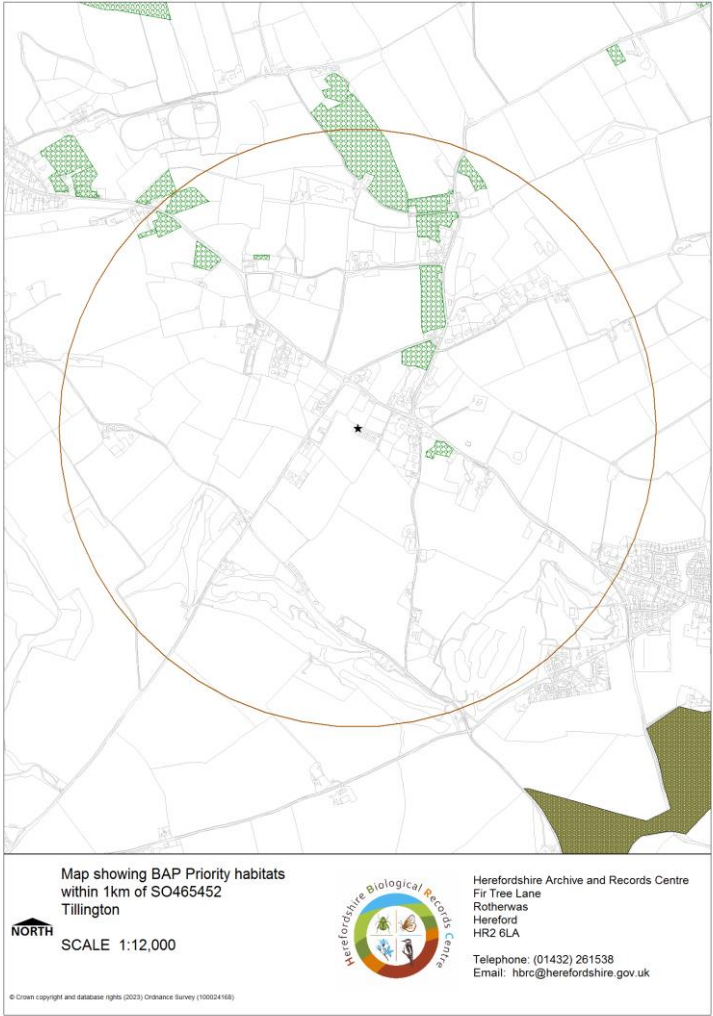 Map showing BAP Priority habitats
within 1km of SO465452
Tillington
NORTH
SCALE 1:12,000
© Crown copyright and database rights (2023) Ordnance Survey (100024168)
Herefordshire Biological Records Centre
Herefordshire Archive and Records Centre
Fir Tree Lane
Rotherwas
Hereford
HR2 6LA
Telephone: (01432) 261538
Email: hbrc@herefordshire.gov.uk